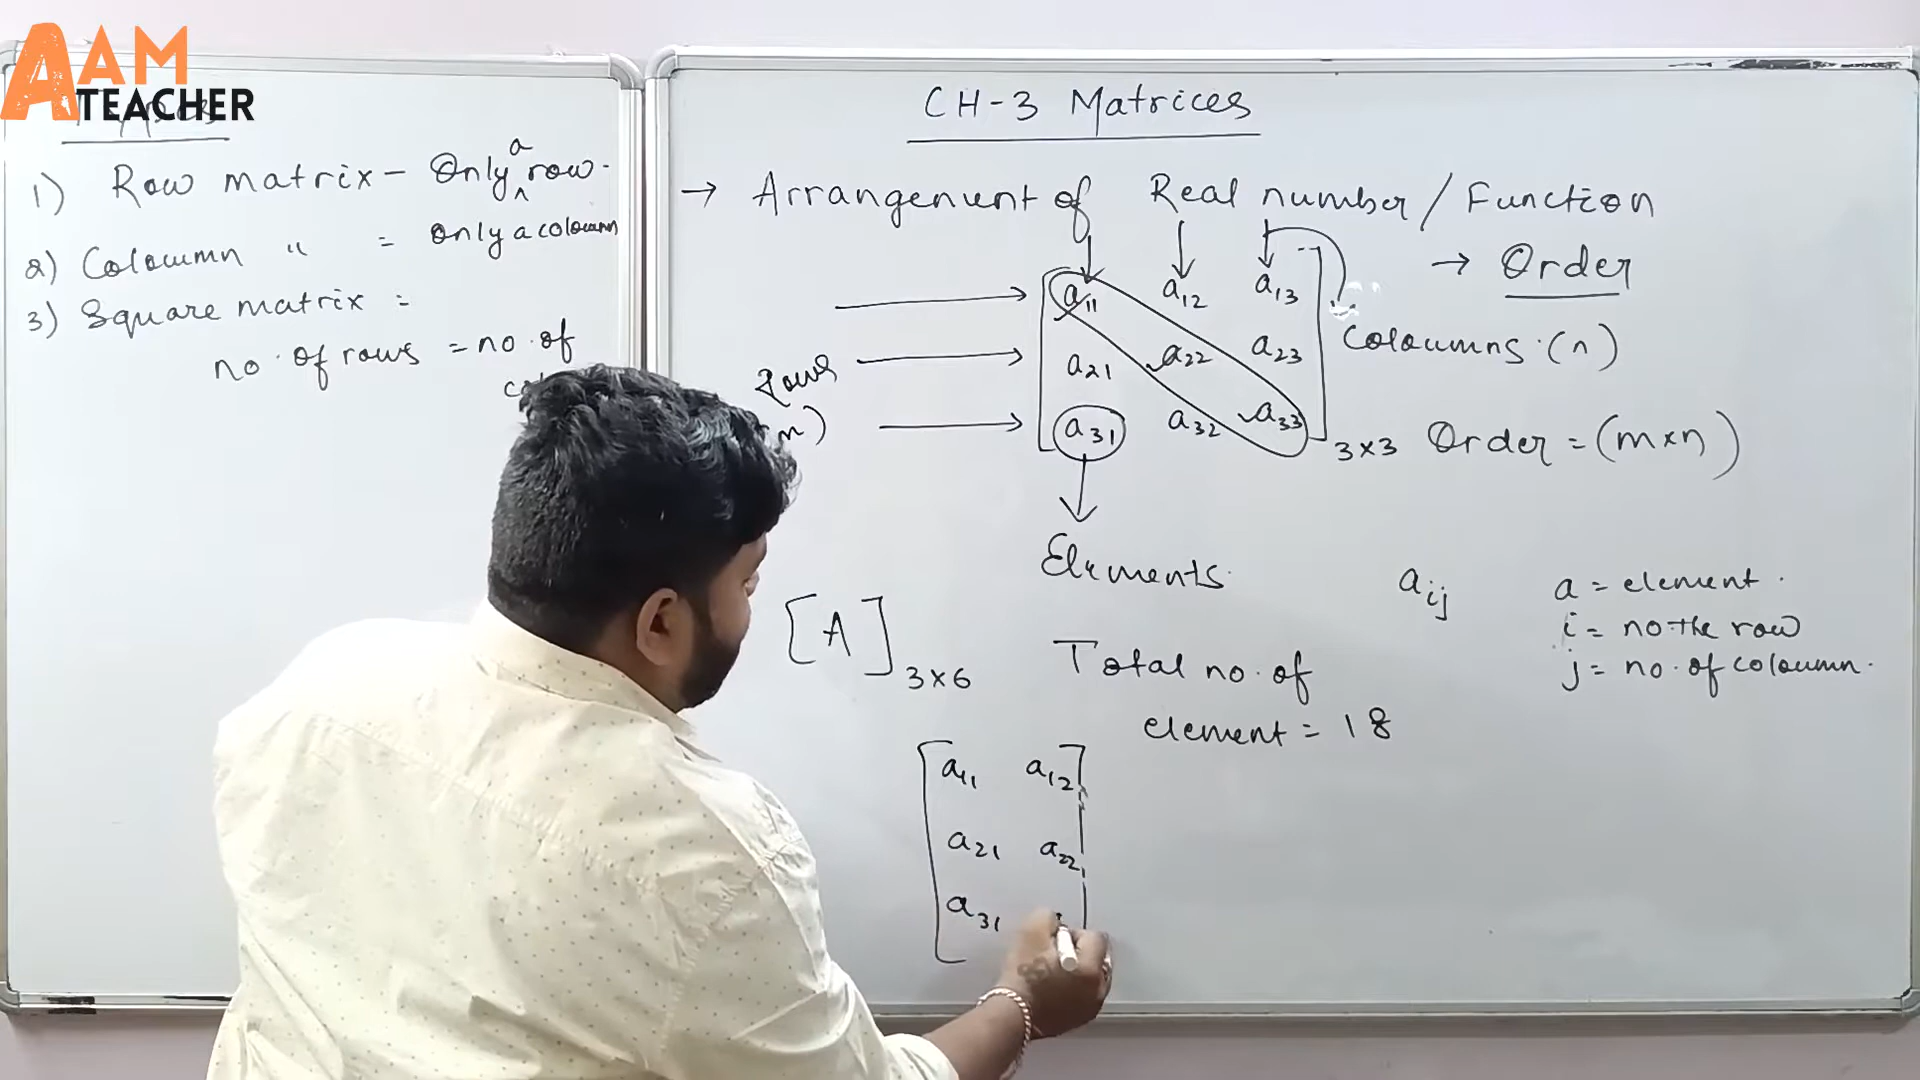 AAM
TEACHER
1) Row matrix - Only a row.
2) Coloumn " = Only a coloumn
3) Square matrix =
no. of rows = no. of
CH-3 Matrices
→ Arrangement of Real number / Function
→ Order
a11 a12 a13
a21 a22 a23
a31 a32 a33
3×3
Rows
Coloumns. (n)
Order = (m×n)
Elements.
aij
a = element.
i = no the row
j = no. of coloumn.
[A] 3×6
Total no. of
element = 18
a11 a12
a21 a22
a31